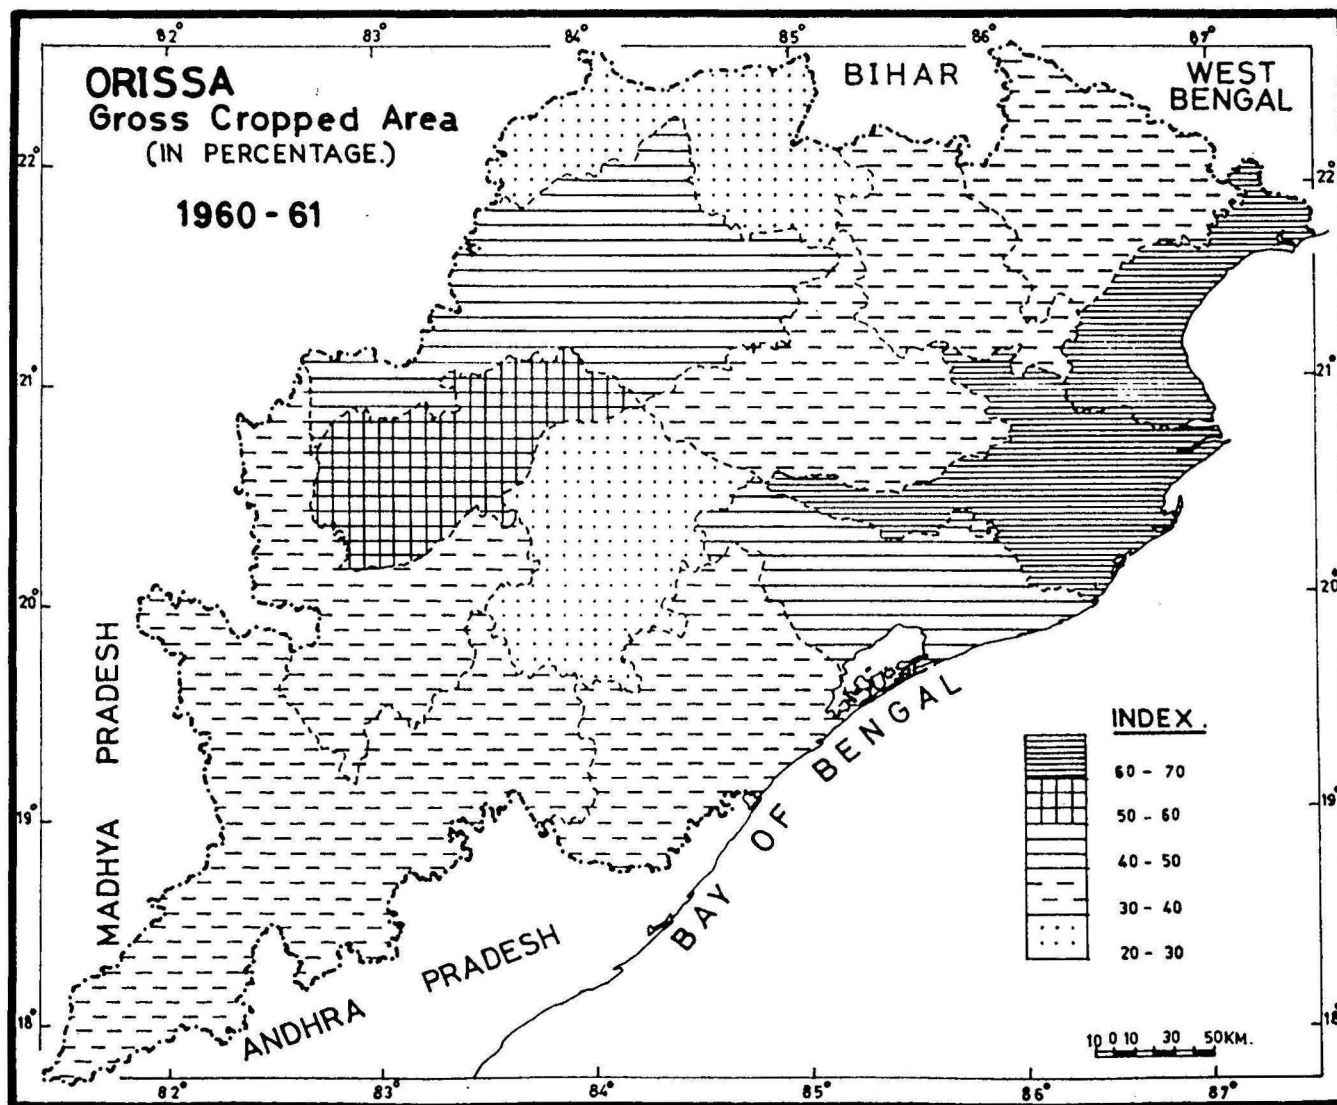 82° 83° 84° 85° 86° 87°
ORISSA
Gross Cropped Area
(IN PERCENTAGE.)
1960-61
BIHAR
WEST
BENGAL
22° 22°
21° 21°
20° 20°
19° 19°
18° 18°
MADHYA PRADESH
ANDHRA PRADESH
BAY OF BENGAL
INDEX.
60 - 70
50 - 60
40 - 50
30 - 40
20 - 30
10 0 10 30 50 KM.
82° 83° 84° 85° 86° 87°